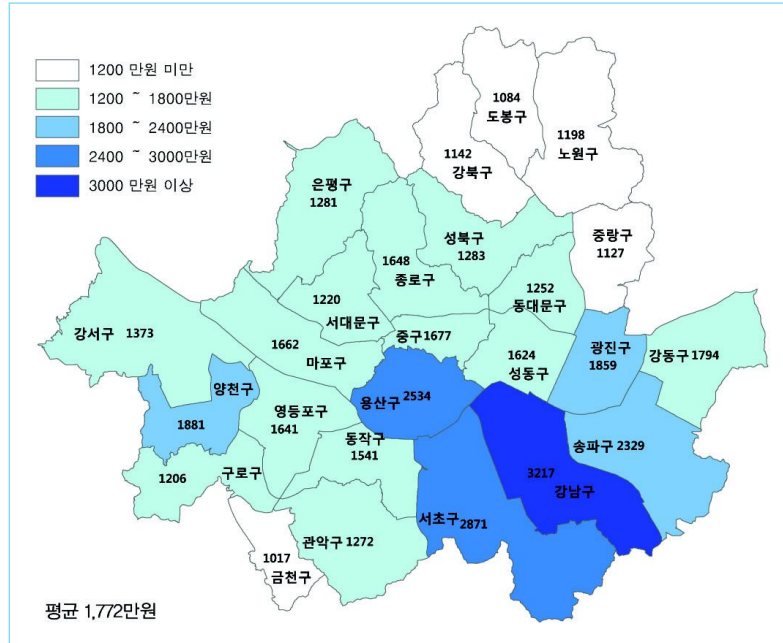 1200 만원 미만
1200 ~ 1800만원
1800 ~ 2400만원
2400 ~ 3000만원
3000 만원 이상
1084
도봉구
1198
노원구
1142
강북구
은평구
1281
성북구
1283
중랑구
1127
1648
종로구
1252
동대문구
1220
서대문구
강서구 1373
1662
마포구
중구1677
1624
성동구
광진구
1859
강동구 1794
양천구
1881
용산구 2534
영등포구
1641
동작구
1541
송파구 2329
1206
구로구
3217
강남구
서초구 2871
관악구 1272
1017
금천구
평균 1,772만원